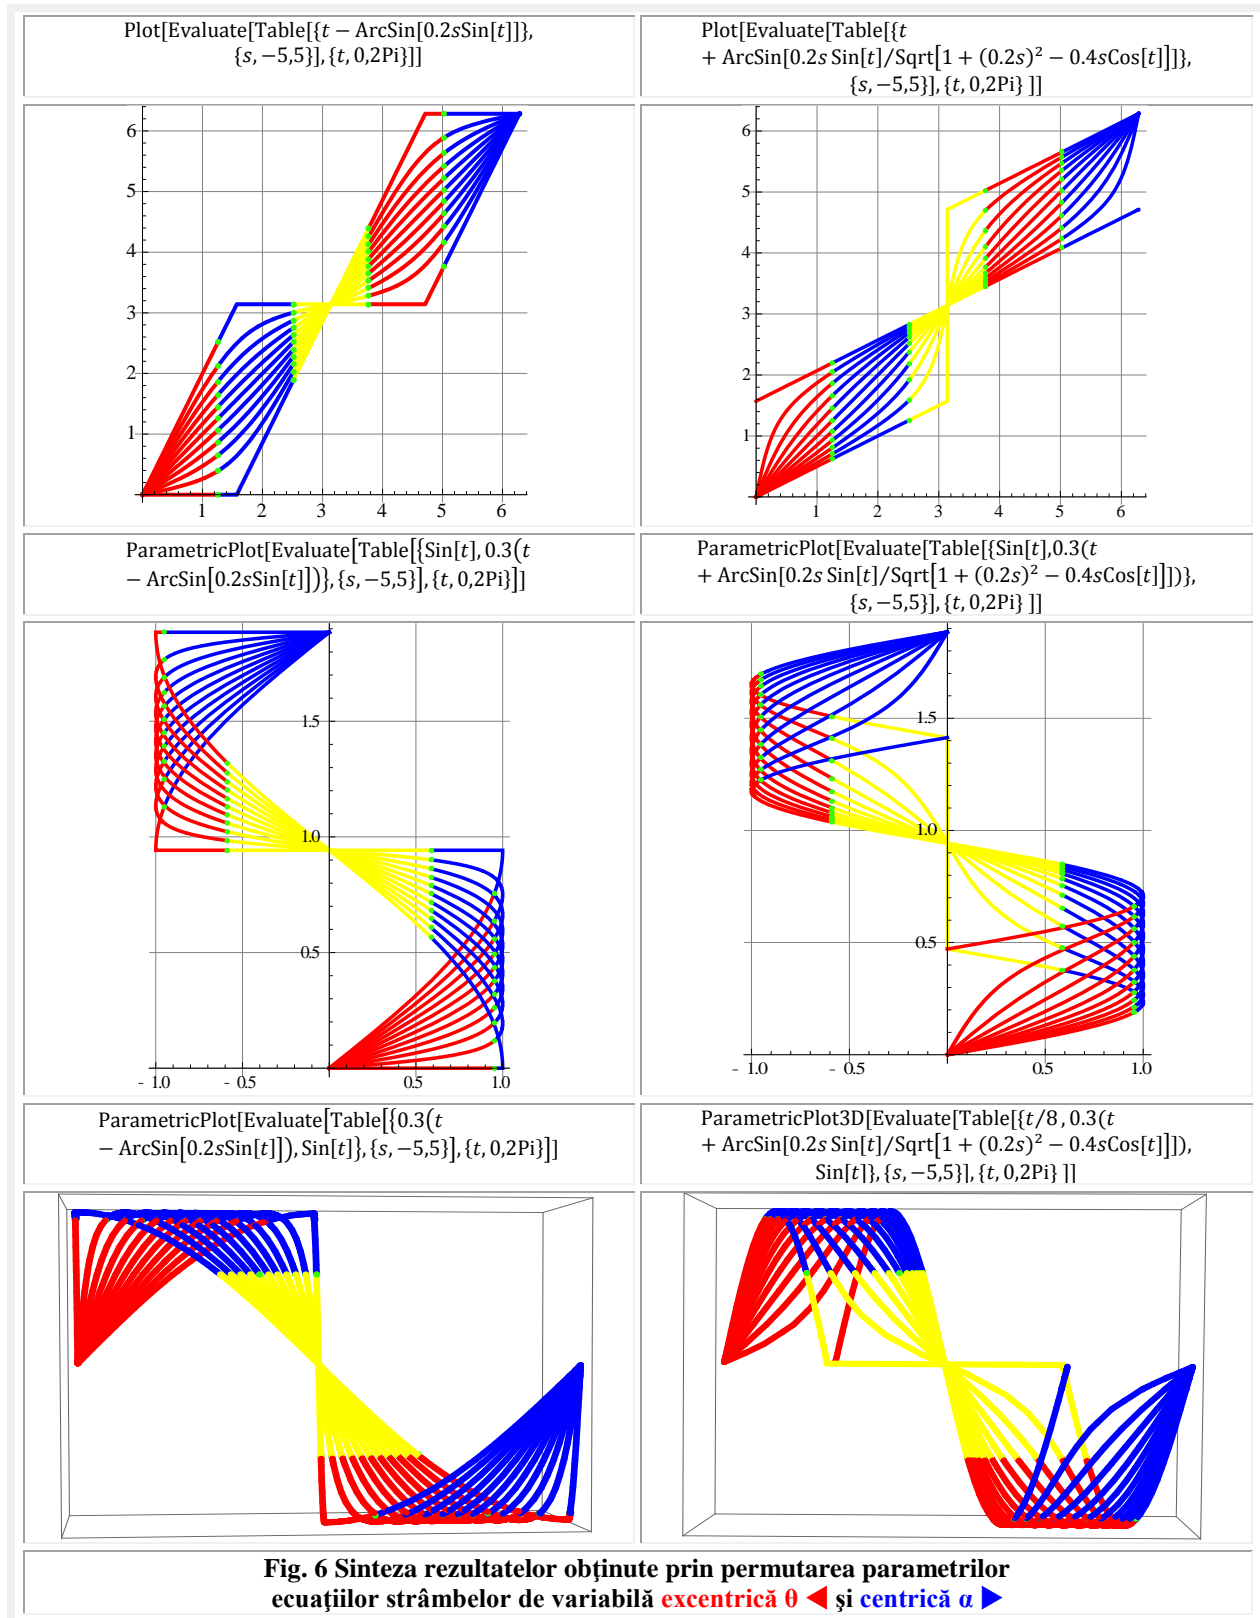 Plot[Evaluate[Table[{t − ArcSin[0.2sSin[t]]},
{s, −5,5}], {t, 0,2Pi}]]
Plot[Evaluate[Table[{t
+ ArcSin[0.2s Sin[t]/Sqrt[1 + (0.2s)² − 0.4sCos[t]]]},
{s, −5,5}], {t, 0,2Pi} ]]
6
5
4
3
2
1
1 2 3 4 5 6
6
5
4
3
2
1
1 2 3 4 5 6
ParametricPlot[Evaluate[Table[{Sin[t], 0.3(t
− ArcSin[0.2sSin[t]])}, {s, −5,5}], {t, 0,2Pi}]]
ParametricPlot[Evaluate[Table[{Sin[t],0.3(t
+ ArcSin[0.2s Sin[t]/Sqrt[1 + (0.2s)² − 0.4sCos[t]]])},
{s, −5,5}], {t, 0,2Pi} ]]
1.5
1.0
0.5
- 1.0 - 0.5 0.5 1.0
1.5
1.0
0.5
- 1.0 - 0.5 0.5 1.0
ParametricPlot[Evaluate[Table[{0.3(t
− ArcSin[0.2sSin[t]]), Sin[t]}, {s, −5,5}], {t, 0,2Pi}]]
ParametricPlot3D[Evaluate[Table[{t/8 , 0.3(t
+ ArcSin[0.2s Sin[t]/Sqrt[1 + (0.2s)² − 0.4sCos[t]]]),
Sin[t]}, {s, −5,5}], {t, 0,2Pi} ]]
Fig. 6 Sinteza rezultatelor obţinute prin permutarea parametrilor
ecuaţiilor strâmbelor de variabilă excentrică θ ◀ şi centrică α ▶